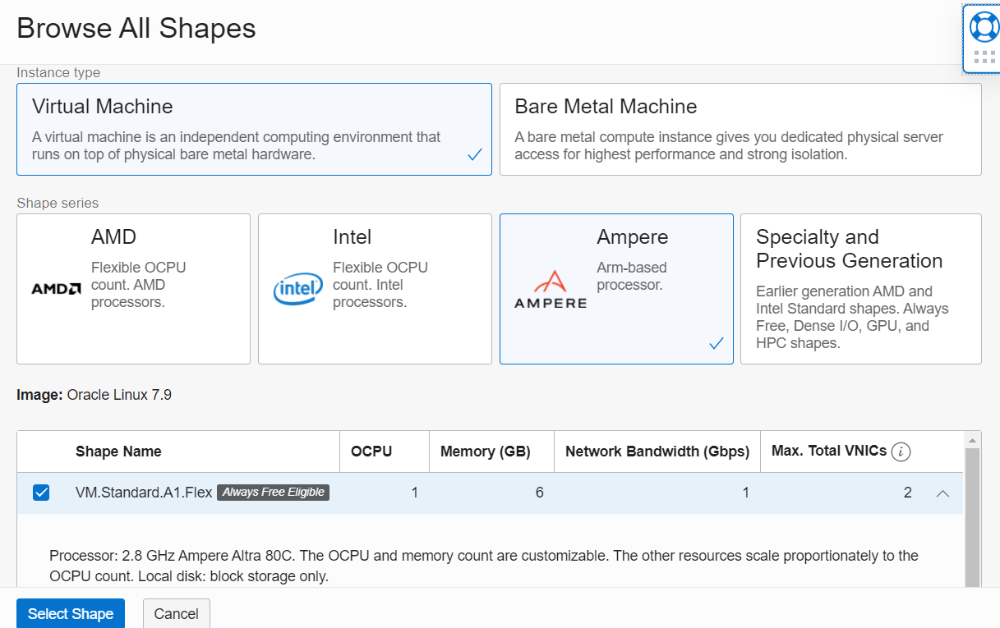 Browse All Shapes
Instance type
Virtual Machine
A virtual machine is an independent computing environment that
runs on top of physical bare metal hardware.
Bare Metal Machine
A bare metal compute instance gives you dedicated physical server
access for highest performance and strong isolation.
Shape series
AMD
AMD
Flexible OCPU
count. AMD
processors.
intel
Intel
Flexible OCPU
count. Intel
processors.
AMPERE
Ampere
Arm-based
processor.
Specialty and
Previous Generation
Earlier generation AMD and
Intel Standard shapes. Always
Free, Dense I/O, GPU, and
HPC shapes.
Image: Oracle Linux 7.9
Shape Name OCPU Memory (GB) Network Bandwidth (Gbps) Max. Total VNICs i
VM.Standard.A1.Flex Always Free Eligible 1 6 1 2
Processor: 2.8 GHz Ampere Altra 80C. The OCPU and memory count are customizable. The other resources scale proportionately to the
OCPU count. Local disk: block storage only.
Select Shape Cancel